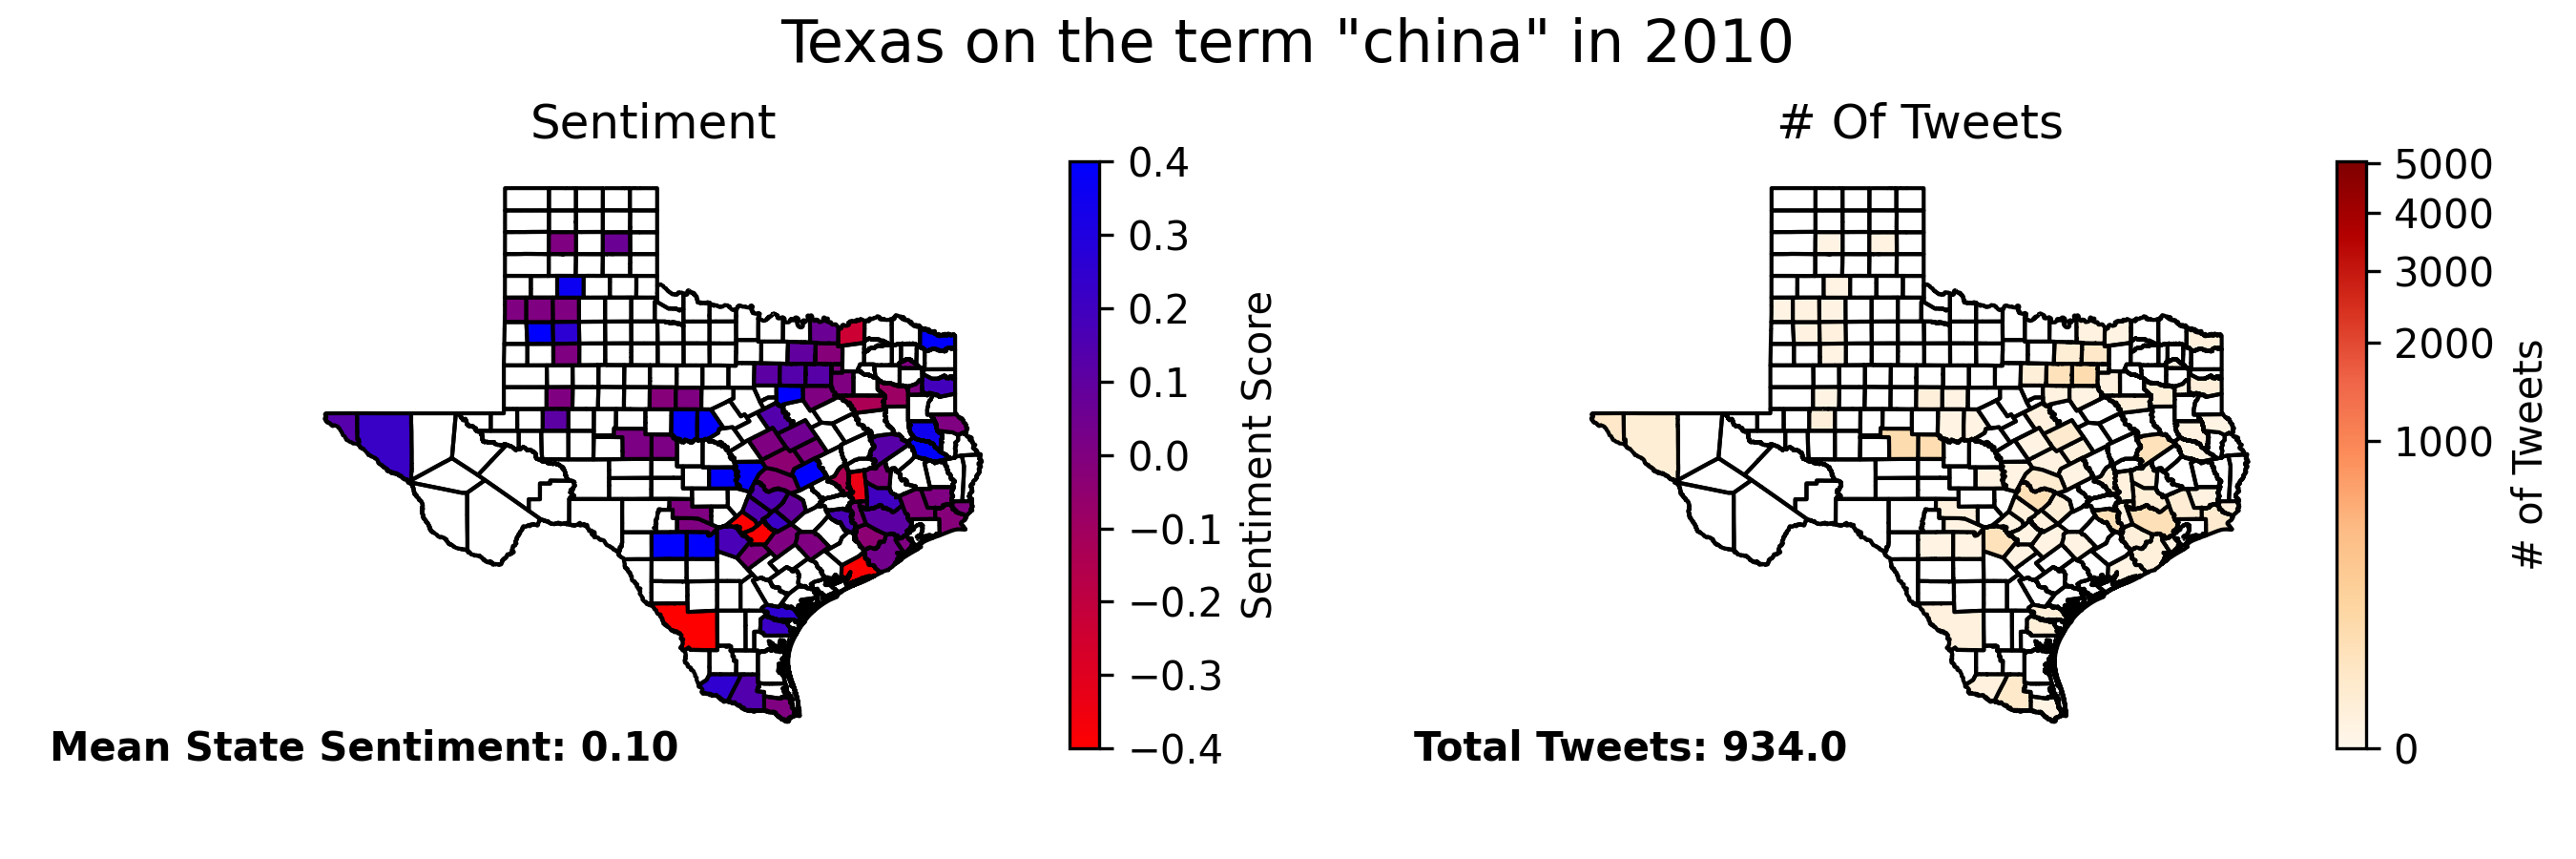 Texas on the term "china" in 2010
Sentiment
0.4
0.3
0.2
0.1
0.0
−0.1
−0.2
−0.3
−0.4
Sentiment Score
Mean State Sentiment: 0.10
# Of Tweets
5000
4000
3000
2000
1000
0
# of Tweets
Total Tweets: 934.0